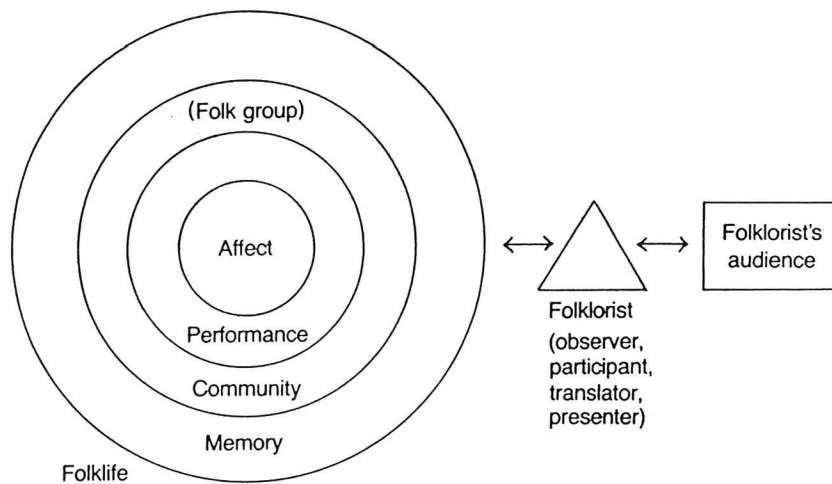 (Folk group)
Affect
Performance
Community
Memory
Folklife
Folklorist
(observer,
participant,
translator,
presenter)
Folklorist's
audience